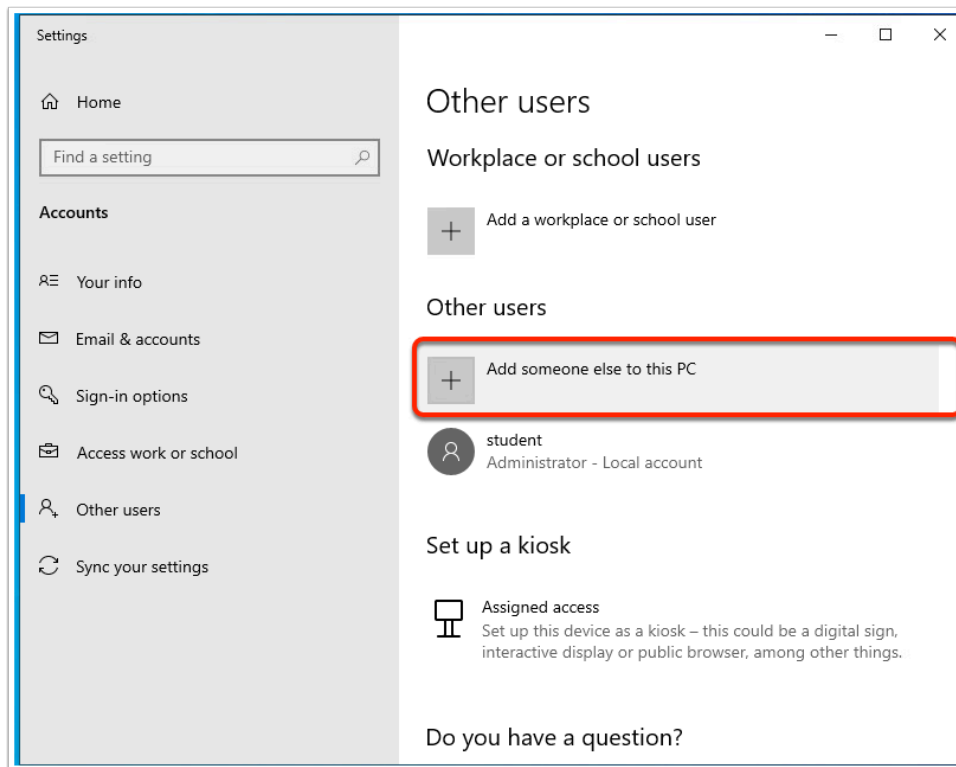 Settings
Home
Find a setting
Accounts
Your info
Email & accounts
Sign-in options
Access work or school
Other users
Sync your settings
Other users
Workplace or school users
Add a workplace or school user
Other users
Add someone else to this PC
student
Administrator - Local account
Set up a kiosk
Assigned access
Set up this device as a kiosk – this could be a digital sign,
interactive display or public browser, among other things.
Do you have a question?